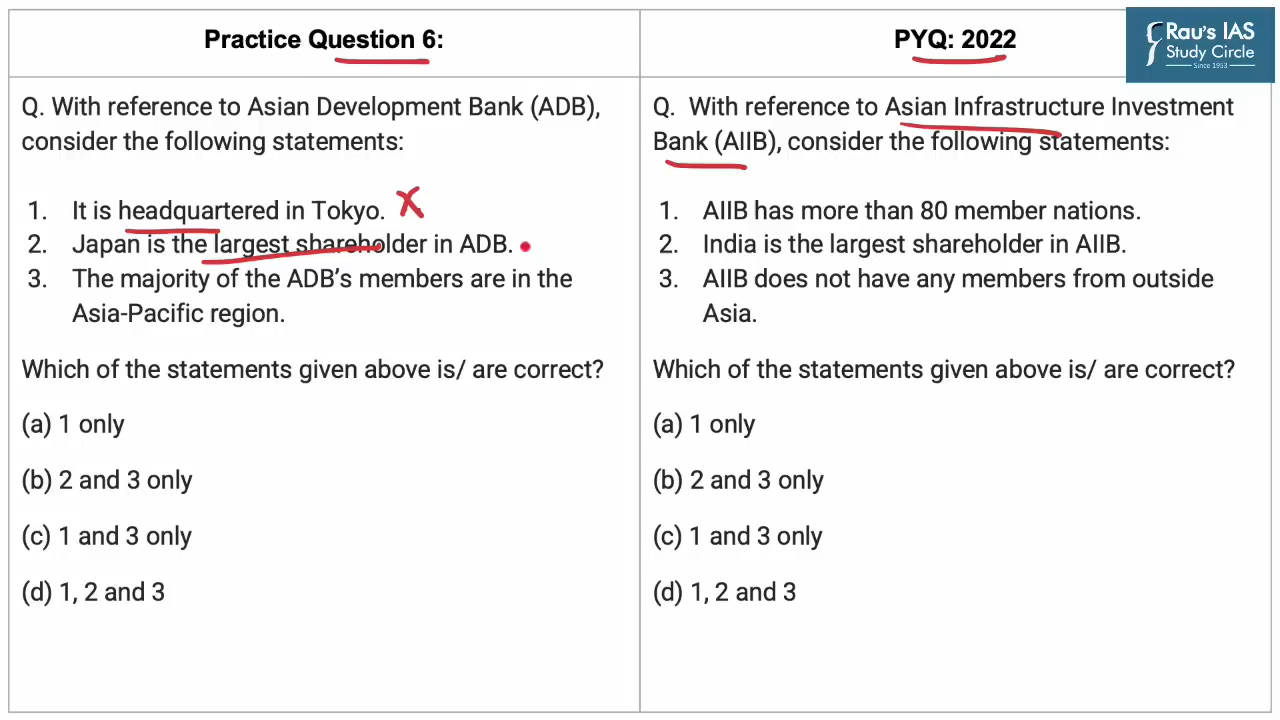 Practice Question 6:
PYQ: 2022
Rau's IAS
Study Circle
Since 1953
Q. With reference to Asian Development Bank (ADB),
consider the following statements:
1. It is headquartered in Tokyo. X
2. Japan is the largest shareholder in ADB.
3. The majority of the ADB's members are in the
Asia-Pacific region.
Which of the statements given above is/ are correct?
(a) 1 only
(b) 2 and 3 only
(c) 1 and 3 only
(d) 1, 2 and 3
Q. With reference to Asian Infrastructure Investment
Bank (AIIB), consider the following statements:
1. AIIB has more than 80 member nations.
2. India is the largest shareholder in AIIB.
3. AIIB does not have any members from outside
Asia.
Which of the statements given above is/ are correct?
(a) 1 only
(b) 2 and 3 only
(c) 1 and 3 only
(d) 1, 2 and 3